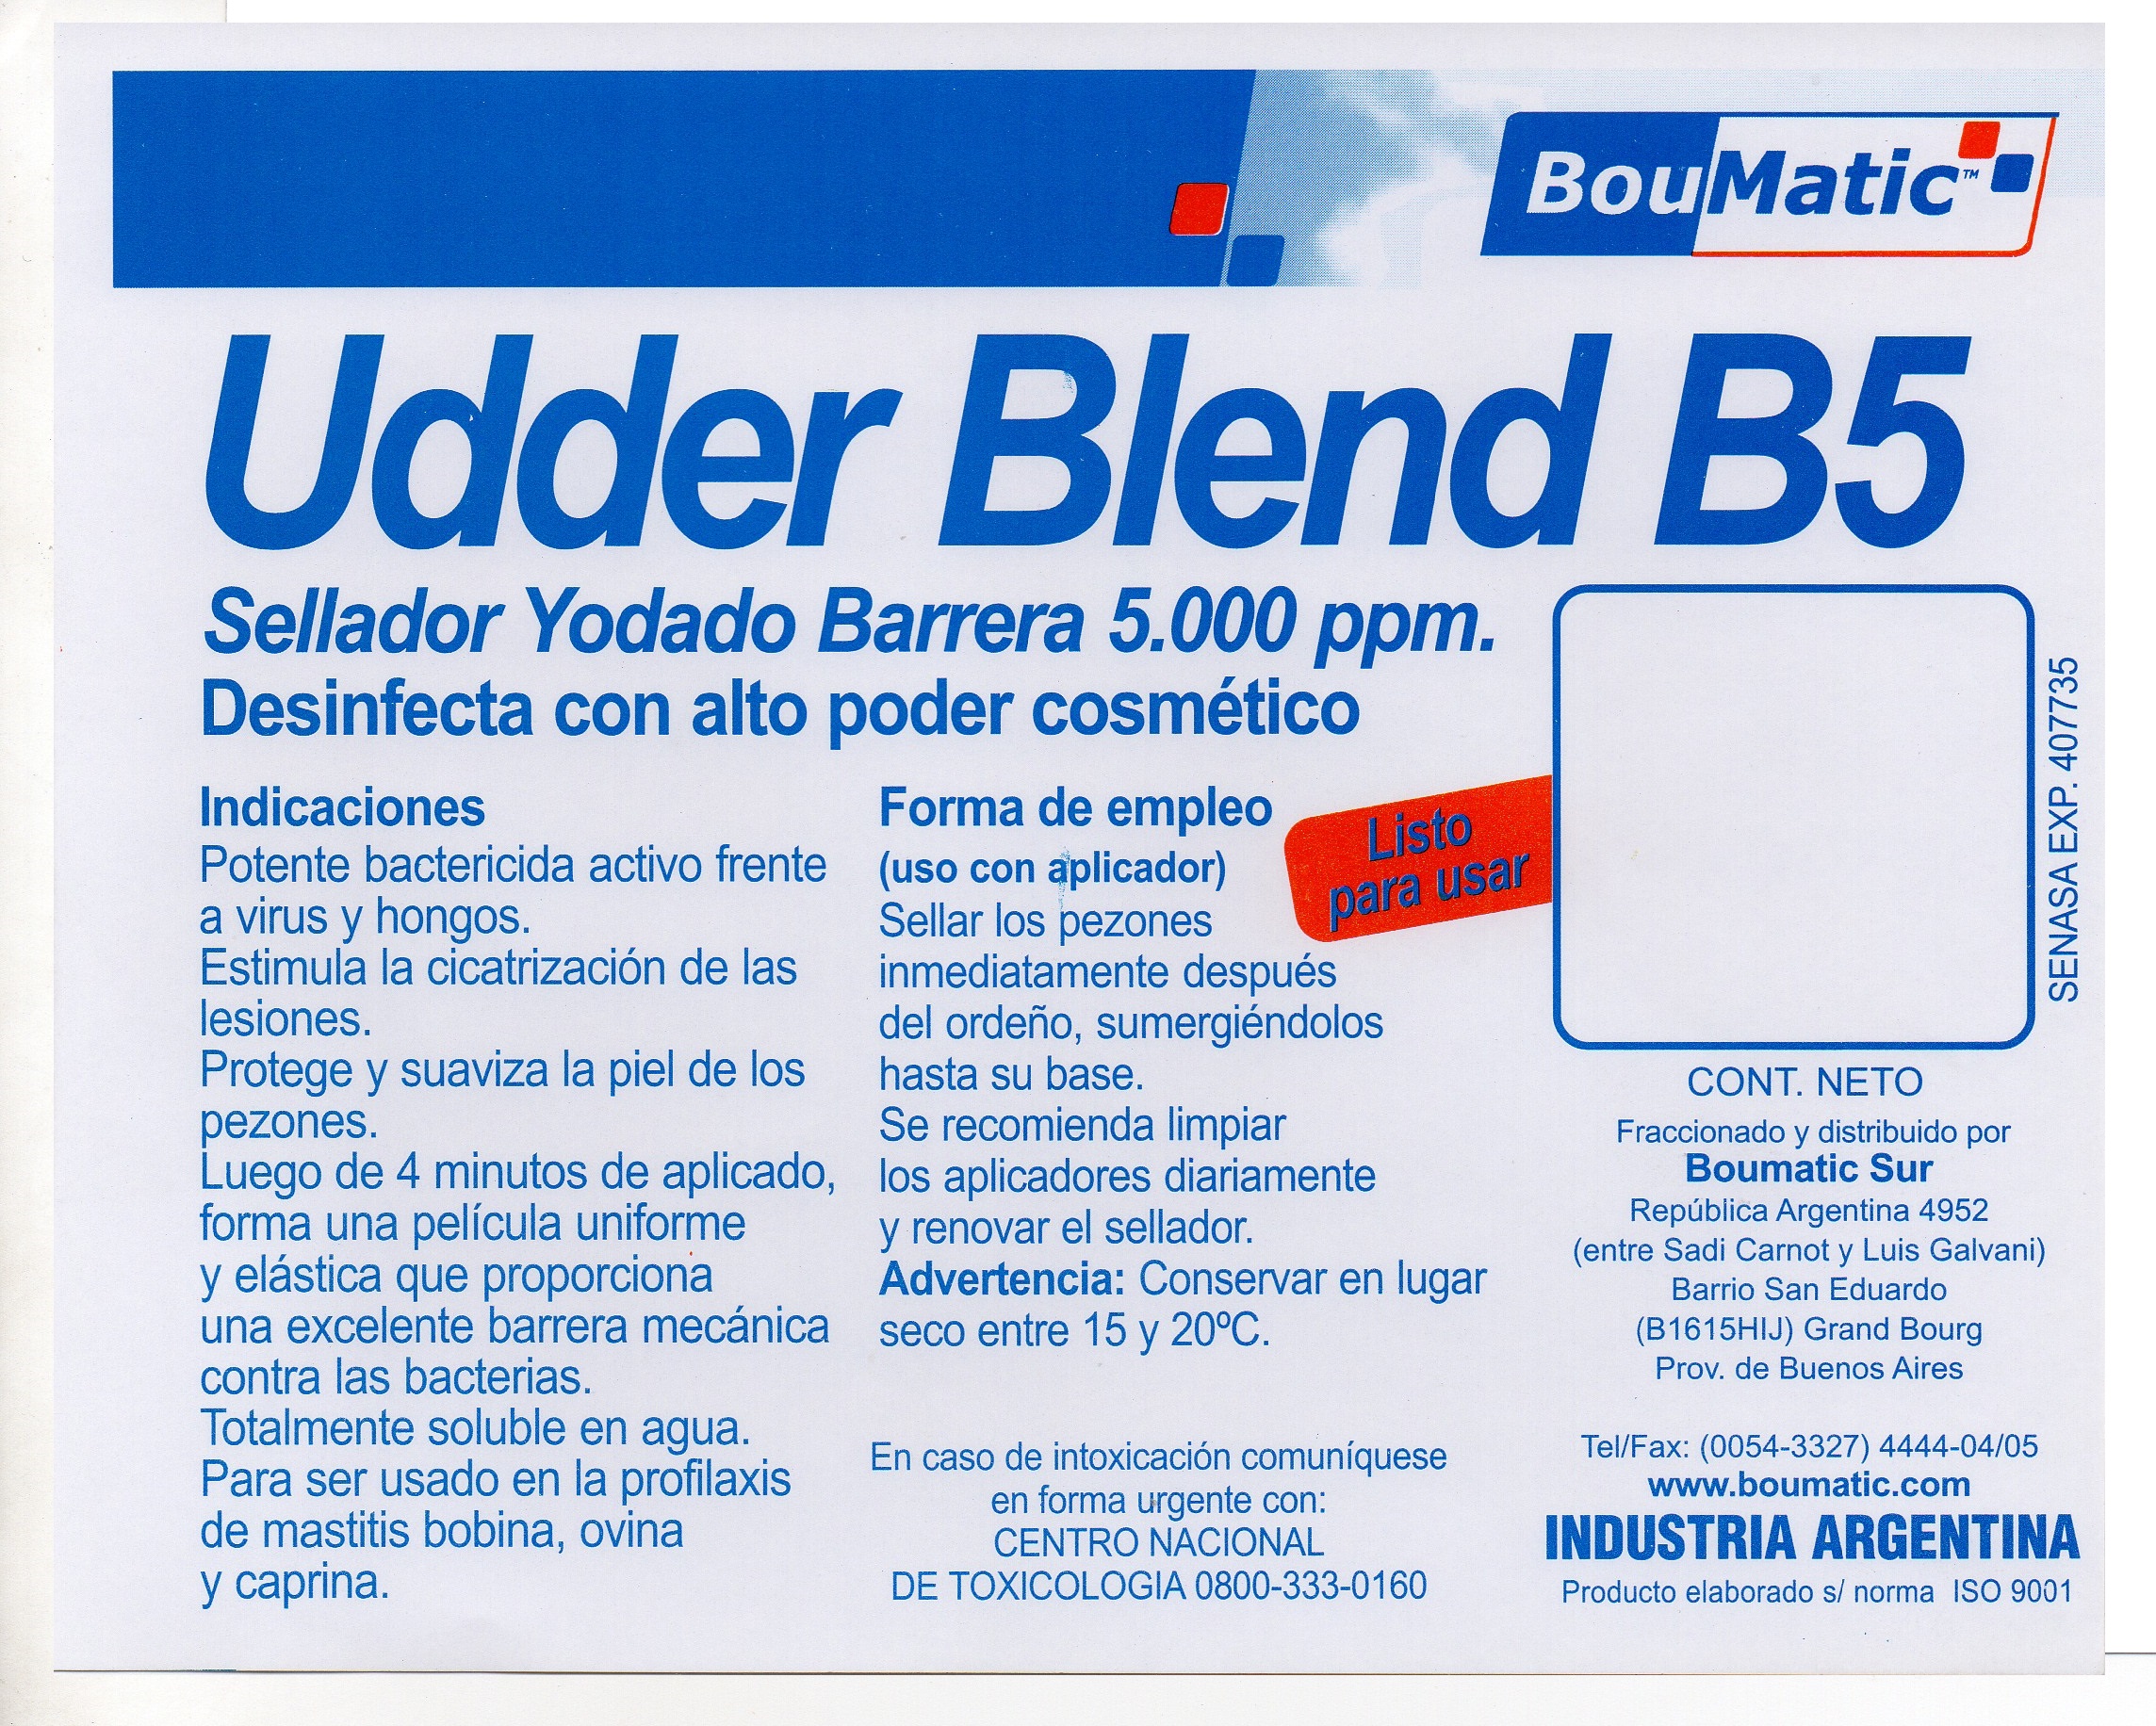 BouMatic™
Udder Blend B5
Sellador Yodado Barrera 5.000 ppm.
Desinfecta con alto poder cosmético
Indicaciones
Potente bactericida activo frente
a virus y hongos.
Estimula la cicatrización de las
lesiones.
Protege y suaviza la piel de los
pezones.
Luego de 4 minutos de aplicado,
forma una película uniforme
y elástica que proporciona
una excelente barrera mecánica
contra las bacterias.
Totalmente soluble en agua.
Para ser usado en la profilaxis
de mastitis bobina, ovina
y caprina.
Forma de empleo
(uso con aplicador)
Sellar los pezones
inmediatamente después
del ordeño, sumergiéndolos
hasta su base.
Se recomienda limpiar
los aplicadores diariamente
y renovar el sellador.
Advertencia: Conservar en lugar
seco entre 15 y 20ºC.
En caso de intoxicación comuníquese
en forma urgente con:
CENTRO NACIONAL
DE TOXICOLOGIA 0800-333-0160
Listo
para usar
SENASA EXP. 407735
CONT. NETO
Fraccionado y distribuido por
Boumatic Sur
República Argentina 4952
(entre Sadi Carnot y Luis Galvani)
Barrio San Eduardo
(B1615HIJ) Grand Bourg
Prov. de Buenos Aires
Tel/Fax: (0054-3327) 4444-04/05
www.boumatic.com
INDUSTRIA ARGENTINA
Producto elaborado s/ norma ISO 9001